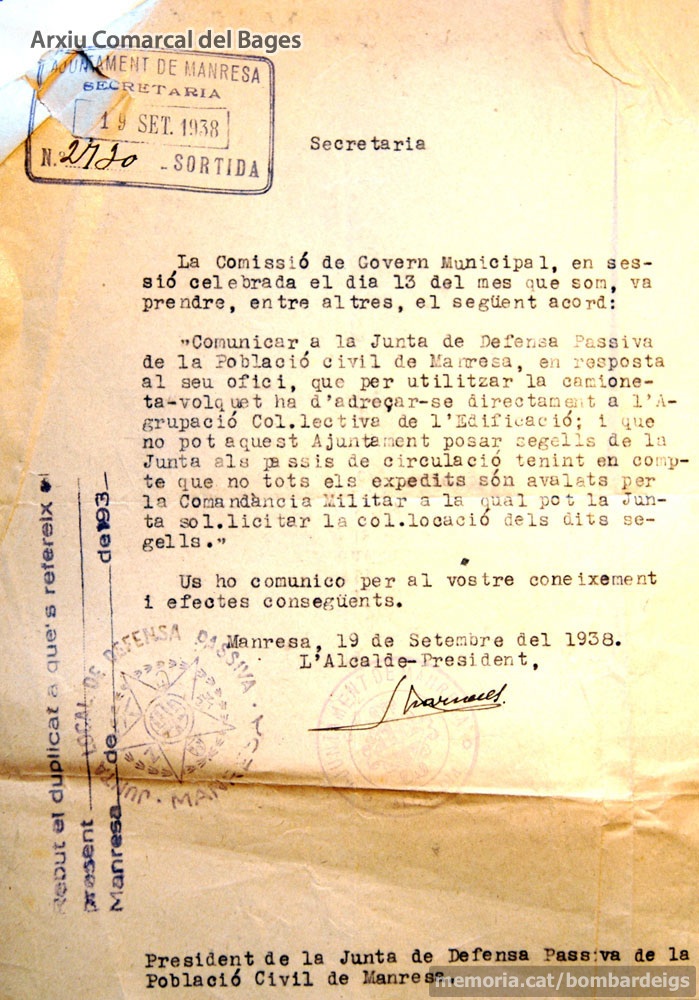 Arxiu Comarcal del Bages
AJUNTAMENT DE MANRESA
SECRETARIA
19 SET. 1938
N.º 2730 - SORTIDA
Secretaria
La Comissió de Govern Municipal, en ses-
sió celebrada el dia 13 del mes que som, va
prendre, entre altres, el següent acord:
"Comunicar a la Junta de Defensa Passiva
de la Població civil de Manresa, en resposta
al seu ofici, que per utilitzar la camione-
ta-volquet ha d'adreçar-se directament a l'A-
grupació Col.lectiva de l'Edificació; i que
no pot aquest Ajuntament posar segells de la
Junta als passis de circulació tenint en comp-
te que no tots els expedits són avalats per
la Comandància Militar a la qual pot la Jun-
ta sol.licitar la col.locació dels dits se-
gells."
Us ho comunico per al vostre coneixement
i efectes consegüents.
Manresa, 19 de Setembre del 1938.
L'Alcalde-President,
Rebut el duplicat a que's refereix el
present
Manresa de de 193
JUNTA LOCAL DE DEFENSA PASSIVA · MANRESA
President de la Junta de Defensa Passiva de la
Població Civil de Manresa.
memoria.cat/bombardeigs